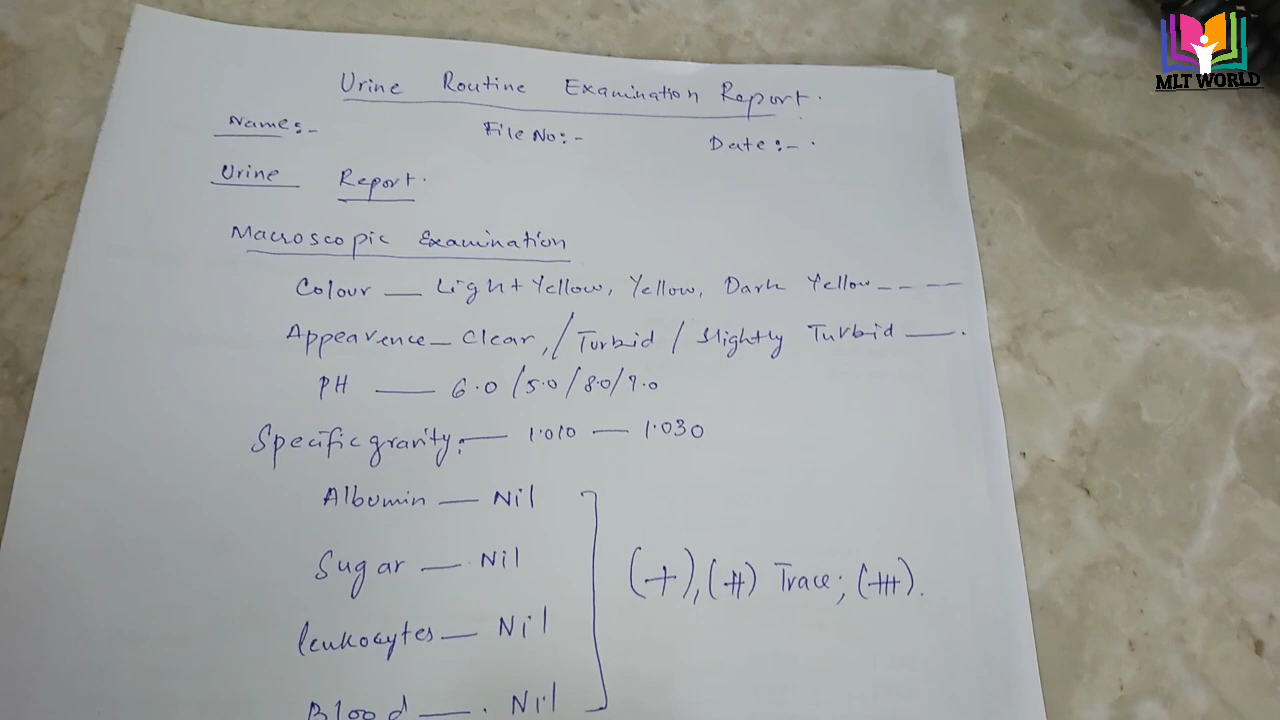 MLT WORLD
Urine Routine Examination Report.
Name:- File No:- Date:-.
Urine Report.
Macroscopic Examination
Colour — Light Yellow, Yellow, Dark Yellow----
Appearence — Clear, / Turbid / Slightly Turbid —.
PH — 6.0 / 5.0 / 8.0 / 7.0
Specific gravity:— 1.010 — 1.030
Albumin — Nil
Sugar — Nil
(+), (++) Trace; (+++).
leukocytes — Nil
Blood —. Nil